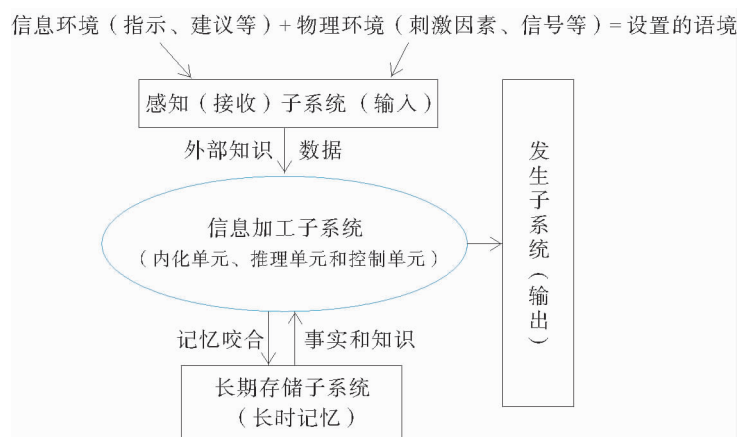 信息环境（指示、建议等）+物理环境（刺激因素、信号等）=设置的语境
感知（接收）子系统（输入）
外部知识
数据
信息加工子系统
（内化单元、推理单元和控制单元）
记忆咬合
事实和知识
长期存储子系统
（长时记忆）
发生子系统（输出）